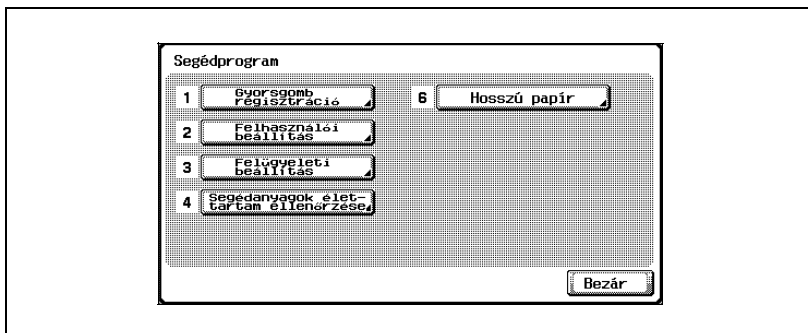 Segédprogram
1 Gyorsgomb
regisztráció
6 Hosszú papír
2 Felhasználói
beállítás
3 Felügyeleti
beállítás
4 Segédanyagok élet-
tartam ellenőrzése
Bezár